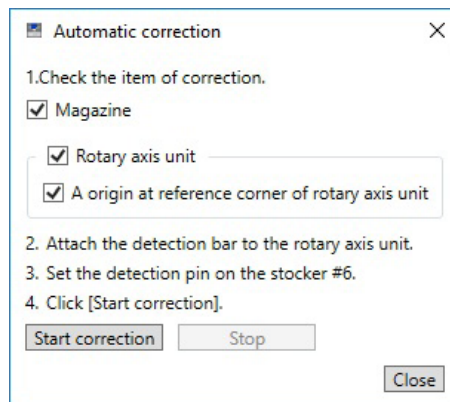 Automatic correction
1.Check the item of correction.
Magazine
Rotary axis unit
A origin at reference corner of rotary axis unit
2. Attach the detection bar to the rotary axis unit.
3. Set the detection pin on the stocker #6.
4. Click [Start correction].
Start correction Stop
Close